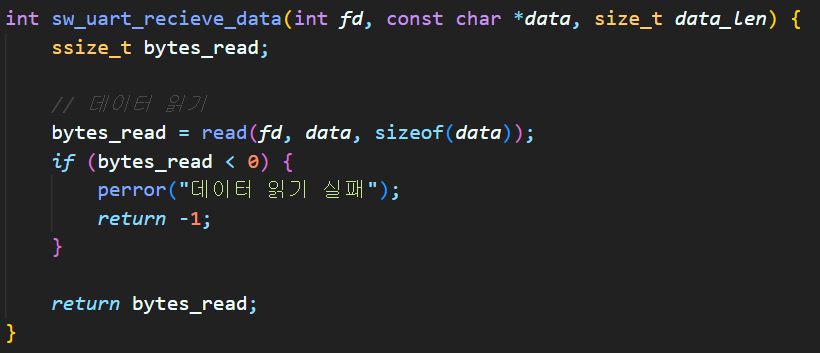 int sw_uart_recieve_data(int fd, const char *data, size_t data_len) {
ssize_t bytes_read;
// 데이터 읽기
bytes_read = read(fd, data, sizeof(data));
if (bytes_read < 0) {
perror("데이터 읽기 실패");
return -1;
}
return bytes_read;
}